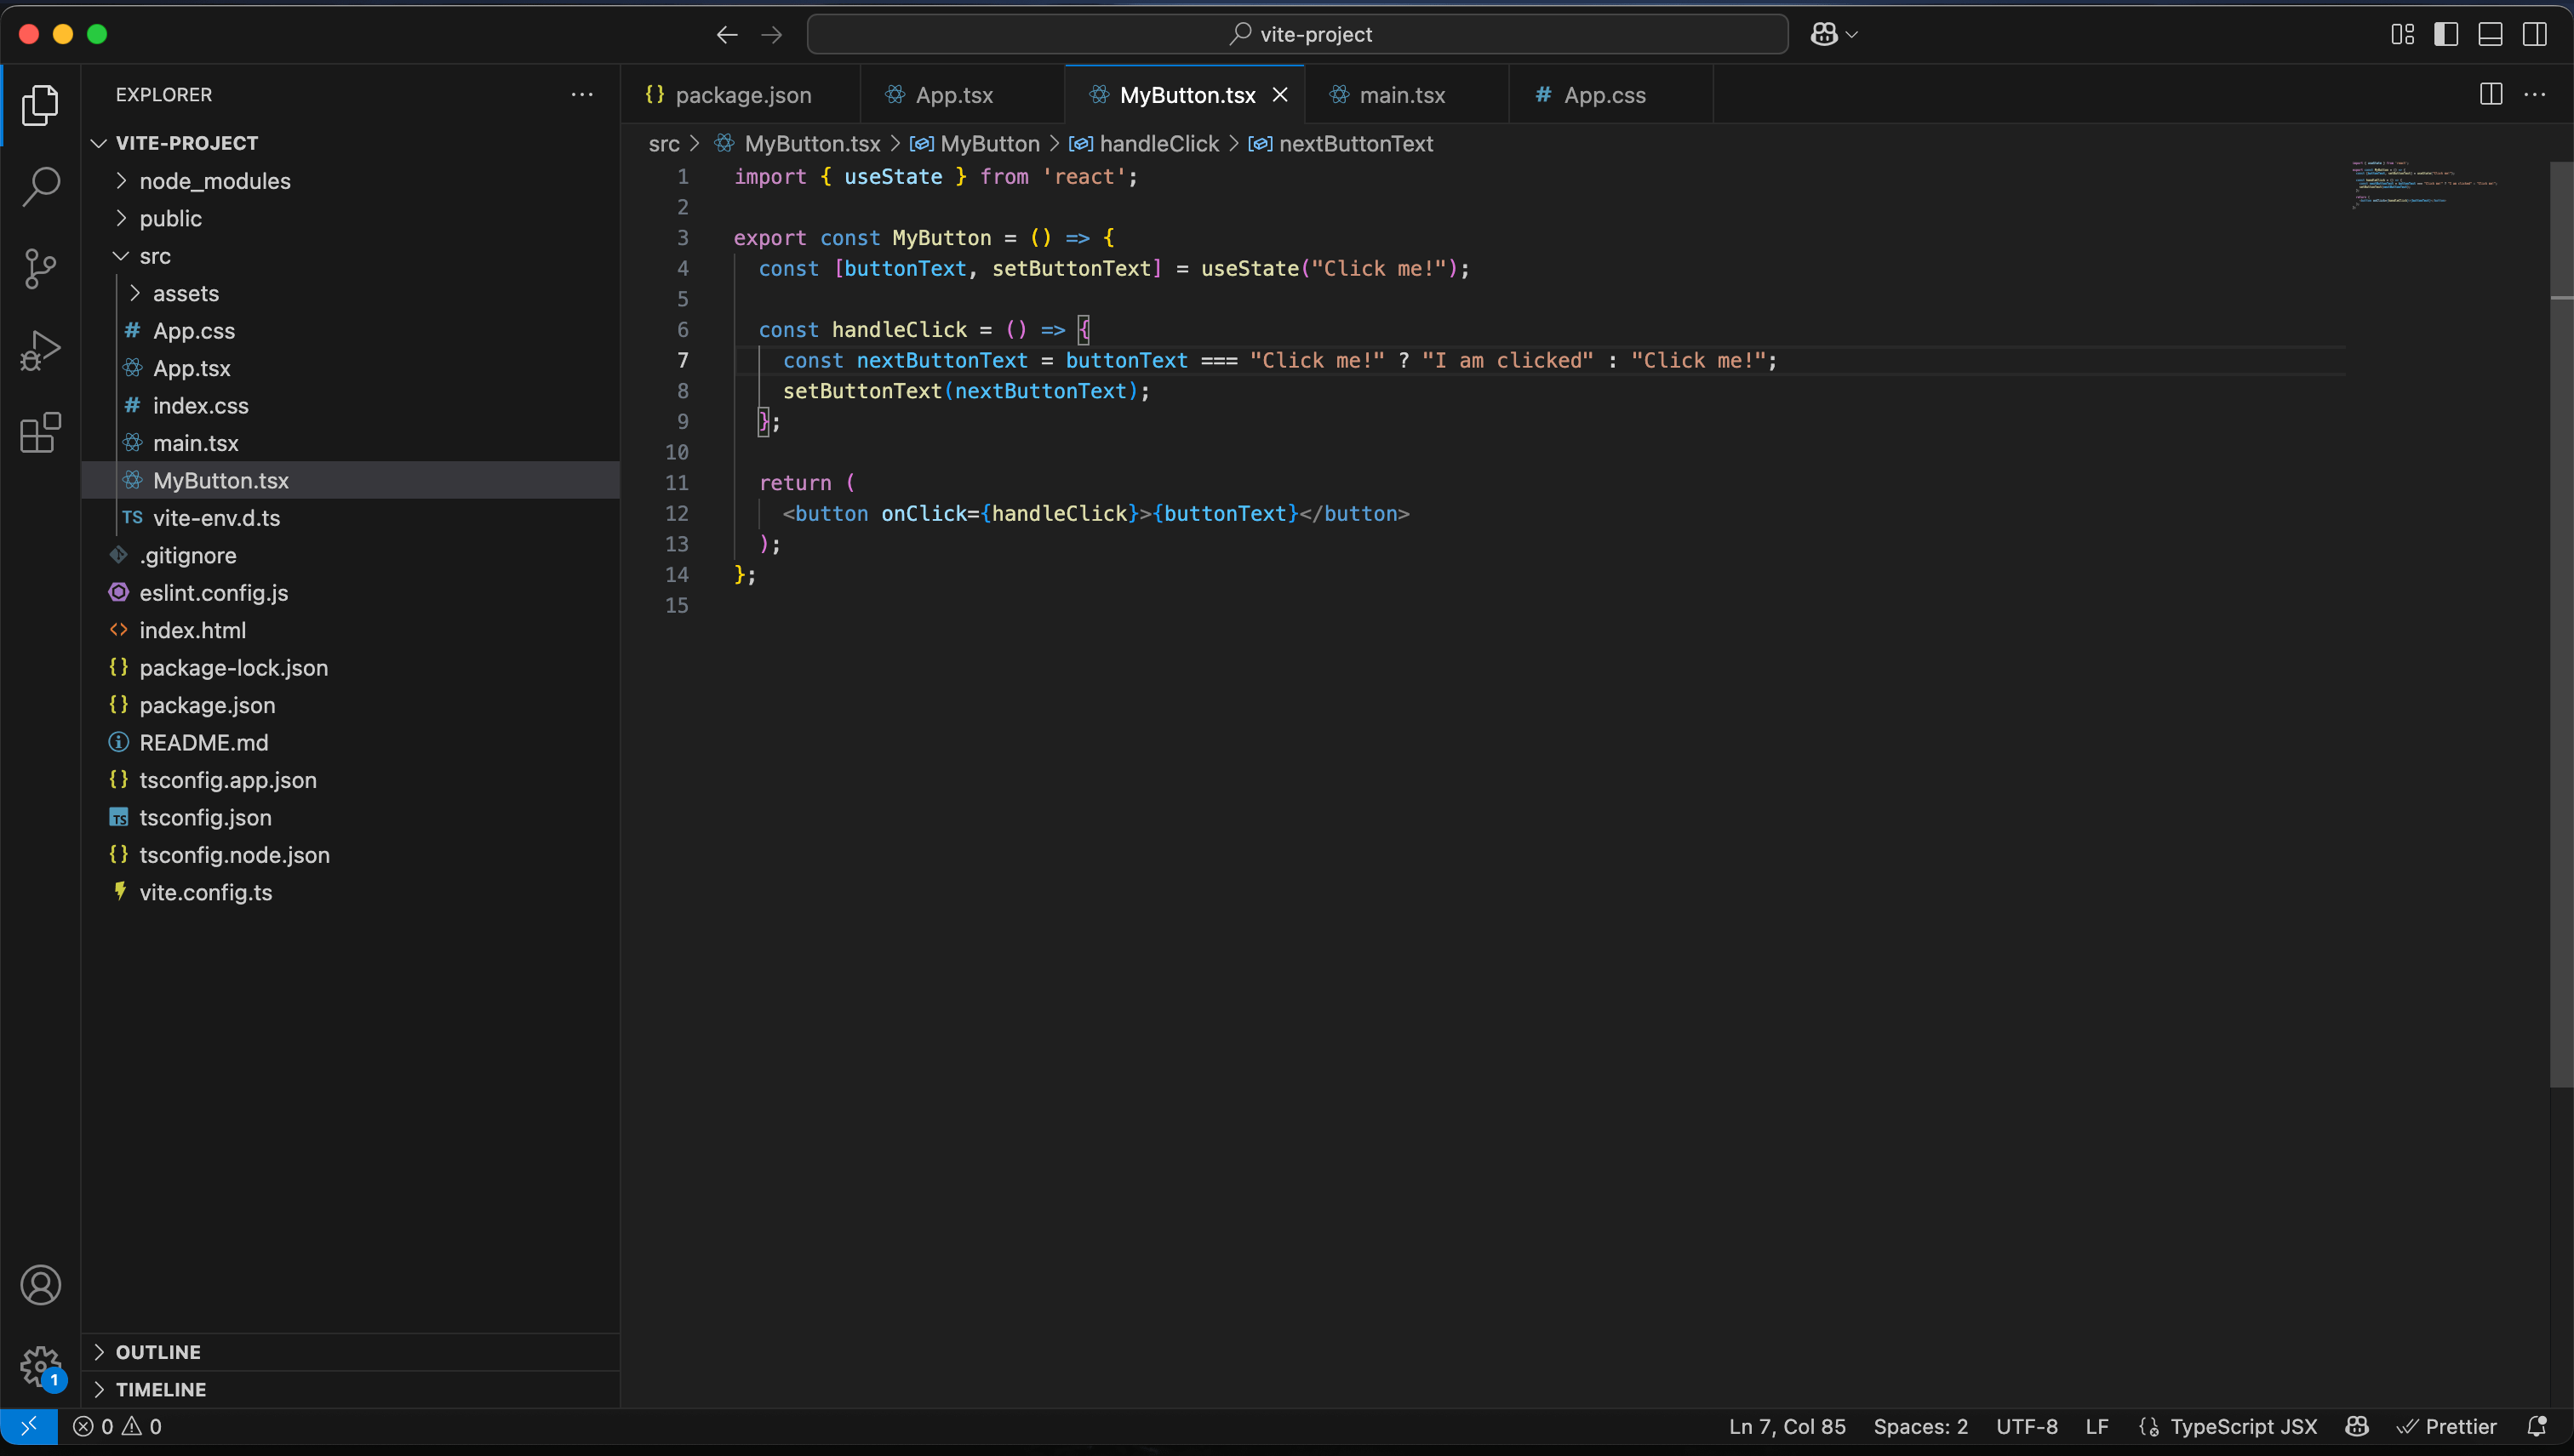 vite-project
EXPLORER
VITE-PROJECT
node_modules
public
src
assets
# App.css
App.tsx
# index.css
main.tsx
MyButton.tsx
TS vite-env.d.ts
.gitignore
eslint.config.js
<> index.html
{} package-lock.json
{} package.json
README.md
{} tsconfig.app.json
TS tsconfig.json
{} tsconfig.node.json
vite.config.ts
OUTLINE
TIMELINE
1
{} package.json
App.tsx
MyButton.tsx
main.tsx
# App.css
src > MyButton.tsx > MyButton > handleClick > nextButtonText
1 import { useState } from 'react';
2
3 export const MyButton = () => {
4 const [buttonText, setButtonText] = useState("Click me!");
5
6 const handleClick = () => {
7 const nextButtonText = buttonText === "Click me!" ? "I am clicked" : "Click me!";
8 setButtonText(nextButtonText);
9 };
10
11 return (
12 <button onClick={handleClick}>{buttonText}</button>
13 );
14 };
15
0 0
Ln 7, Col 85 Spaces: 2 UTF-8 LF TypeScript JSX Prettier